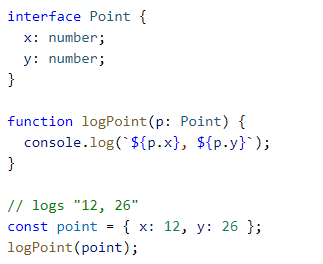 interface Point {
  x: number;
  y: number;
}

function logPoint(p: Point) {
  console.log(`${p.x}, ${p.y}`);
}

// logs "12, 26"
const point = { x: 12, y: 26 };
logPoint(point);